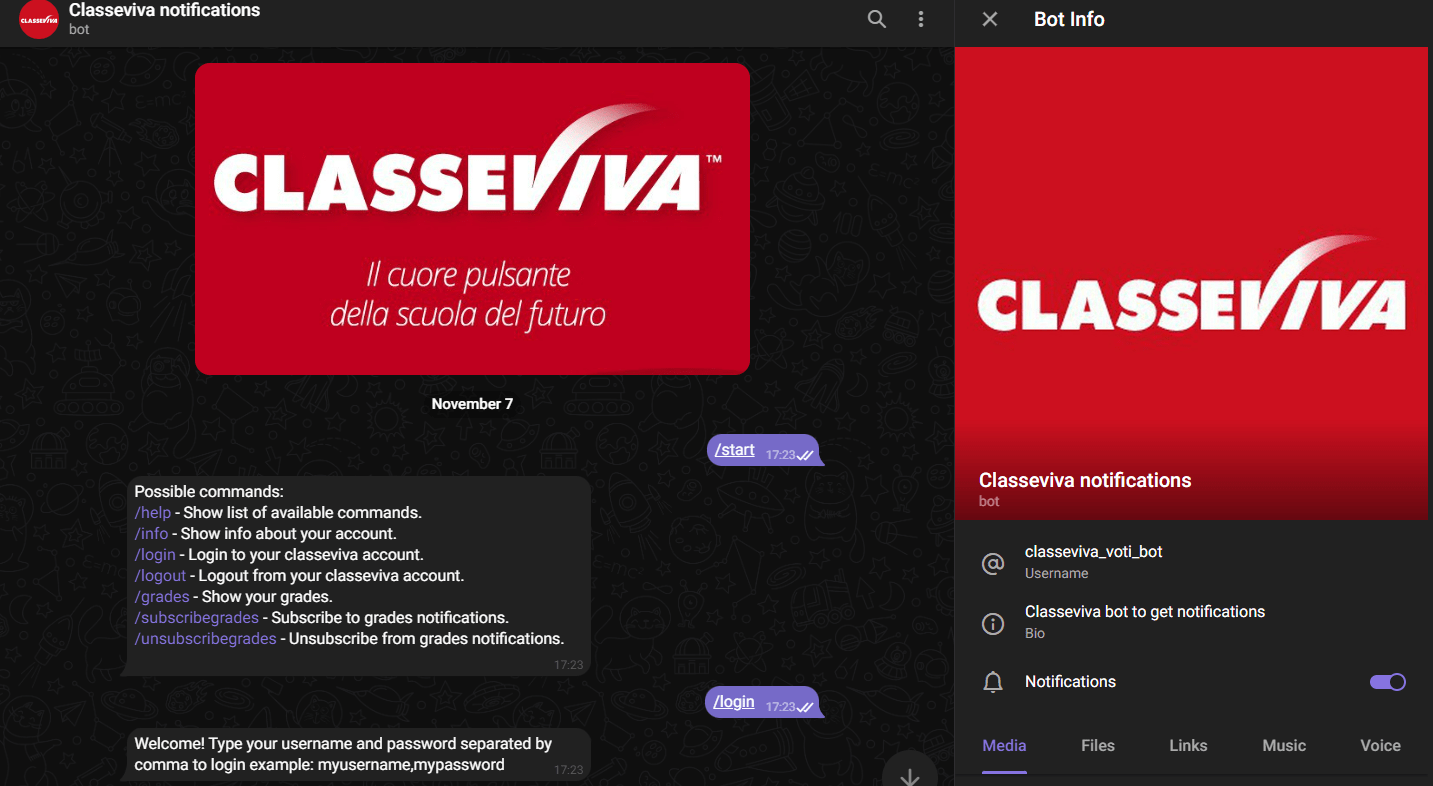 Classeviva notifications
bot
CLASSEVIVA
CLASSEVIVA™
Il cuore pulsante
della scuola del futuro
November 7
/start 17:23
Possible commands:
/help - Show list of available commands.
/info - Show info about your account.
/login - Login to your classeviva account.
/logout - Logout from your classeviva account.
/grades - Show your grades.
/subscribegrades - Subscribe to grades notifications.
/unsubscribegrades - Unsubscribe from grades notifications.
17:23
/login 17:23
Welcome! Type your username and password separated by
comma to login example: myusername,mypassword 17:23
Bot Info
CLASSEVIVA
Classeviva notifications
bot
classeviva_voti_bot
Username
Classeviva bot to get notifications
Bio
Notifications
Media Files Links Music Voice